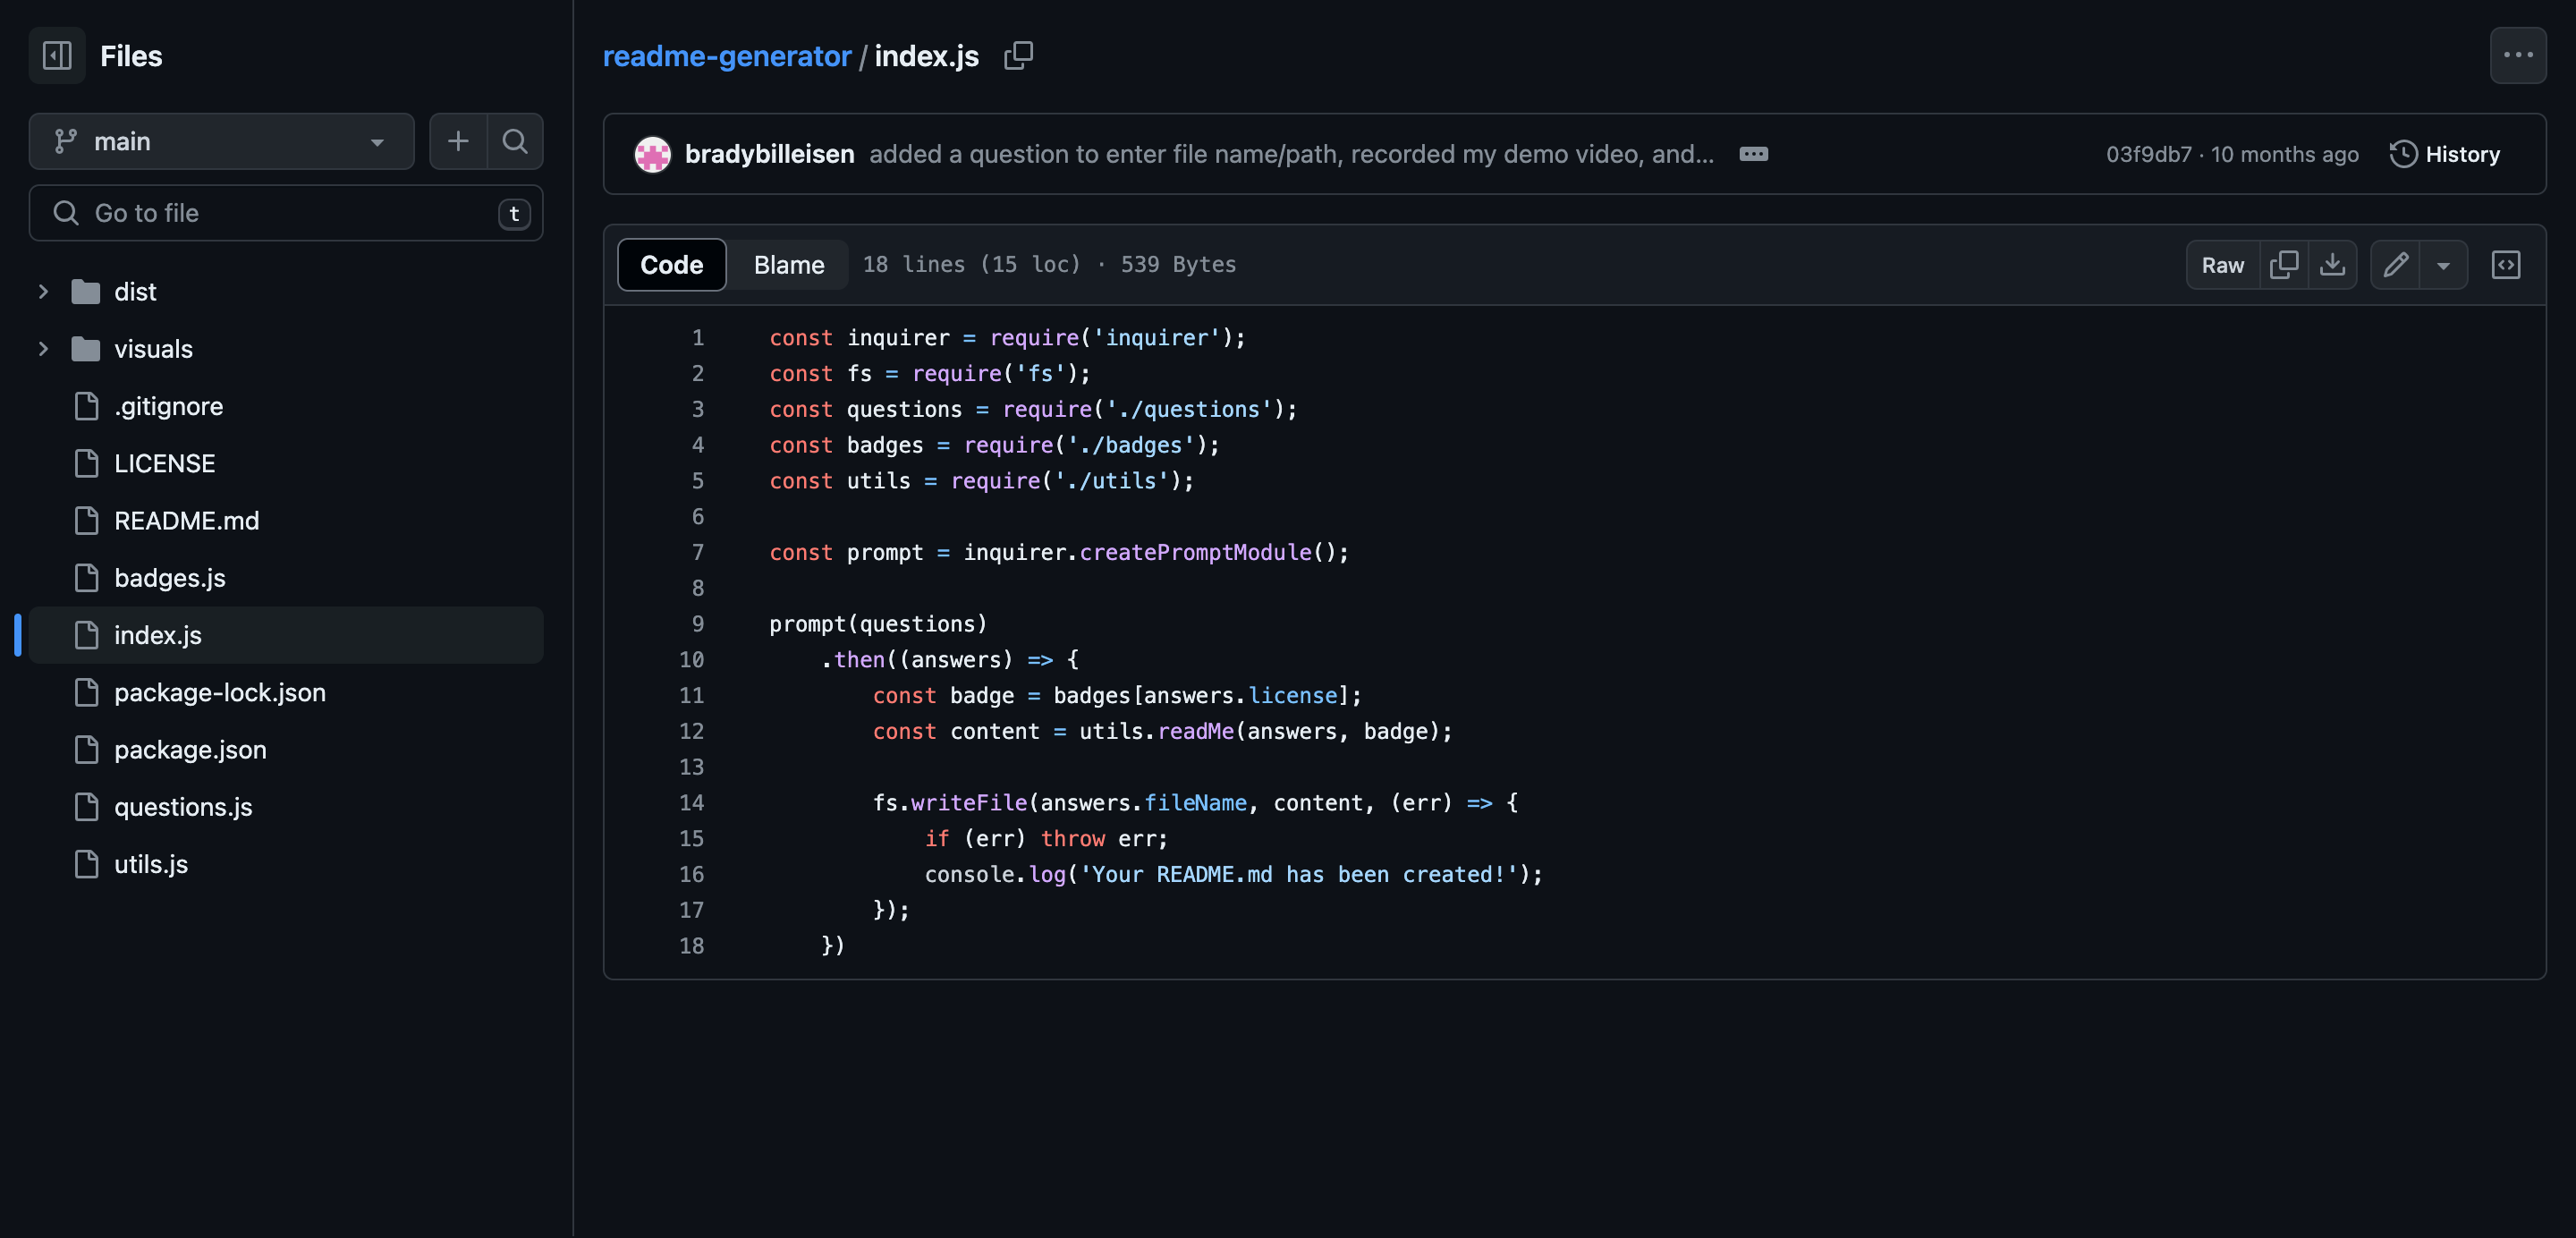 Files
main
Go to file
t
dist
visuals
.gitignore
LICENSE
README.md
badges.js
index.js
package-lock.json
package.json
questions.js
utils.js
readme-generator / index.js
bradybilleisen added a question to enter file name/path, recorded my demo video, and... 03f9db7 · 10 months ago History
Code Blame 18 lines (15 loc) · 539 Bytes Raw
1 const inquirer = require('inquirer');
2 const fs = require('fs');
3 const questions = require('./questions');
4 const badges = require('./badges');
5 const utils = require('./utils');
6
7 const prompt = inquirer.createPromptModule();
8
9 prompt(questions)
10     .then((answers) => {
11         const badge = badges[answers.license];
12         const content = utils.readMe(answers, badge);
13
14         fs.writeFile(answers.fileName, content, (err) => {
15             if (err) throw err;
16             console.log('Your README.md has been created!');
17         });
18     })